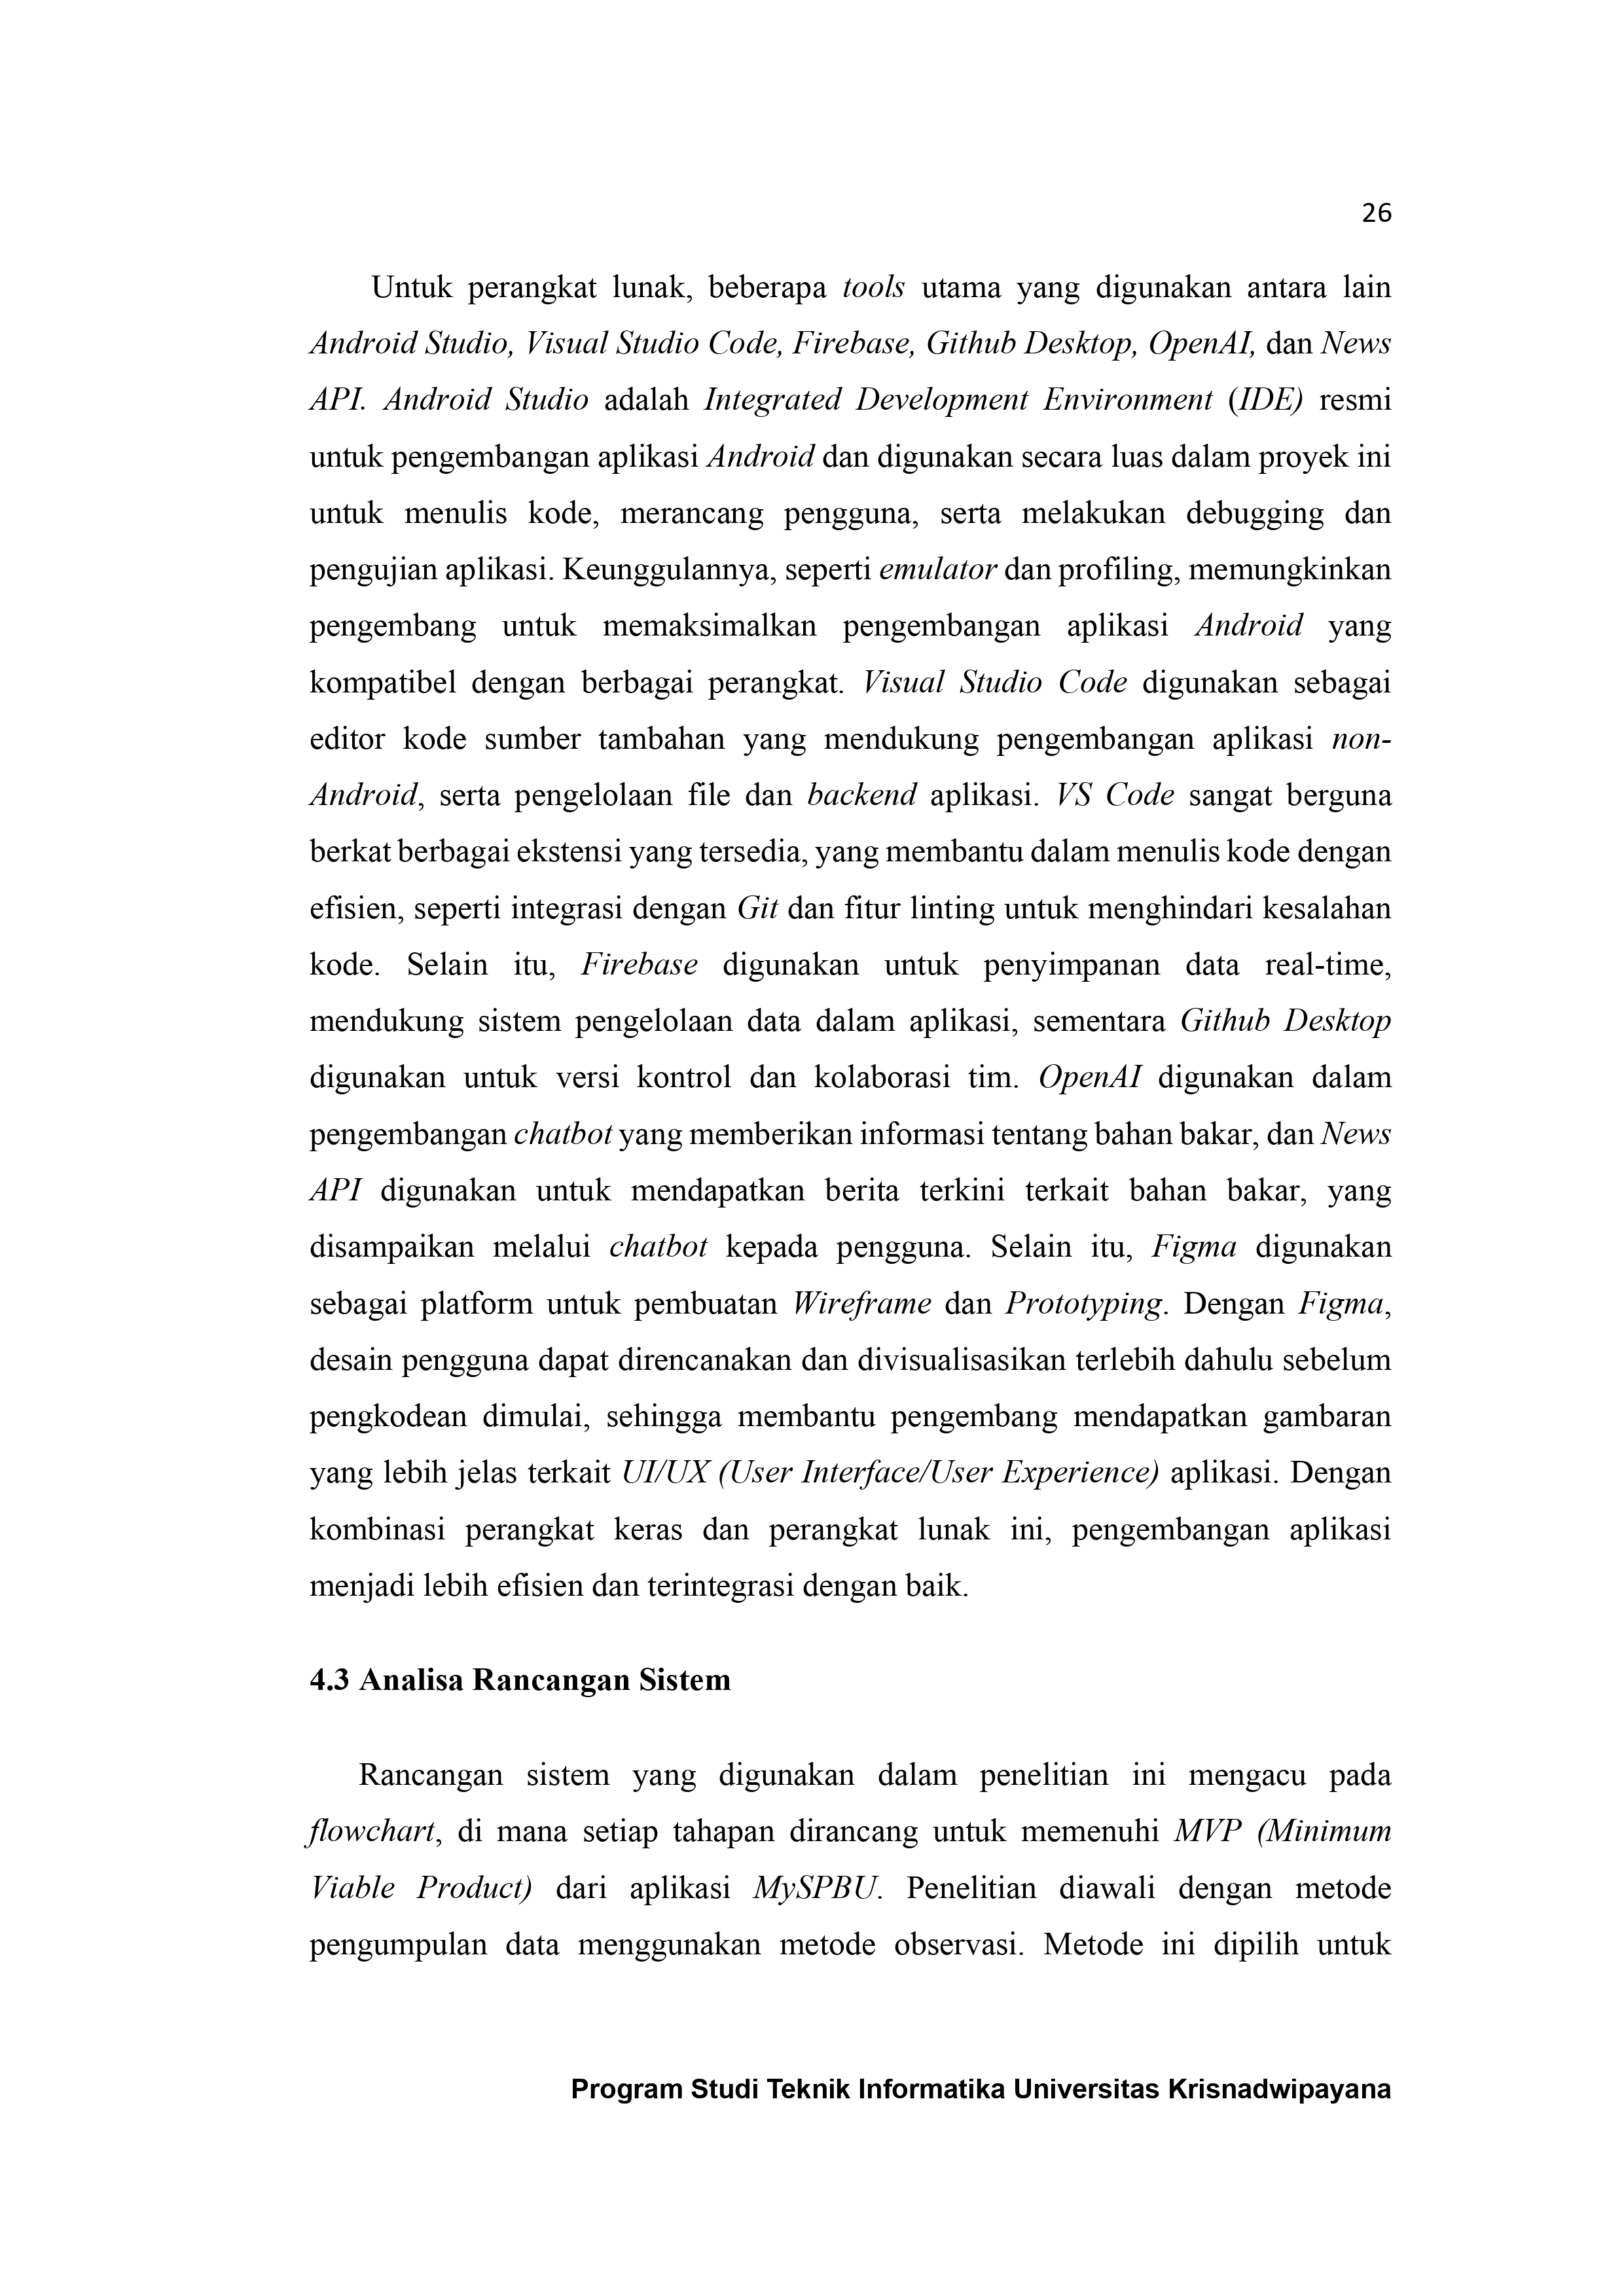 26
Untuk perangkat lunak, beberapa tools utama yang digunakan antara lain
Android Studio, Visual Studio Code, Firebase, Github Desktop, OpenAI, dan News
API. Android Studio adalah Integrated Development Environment (IDE) resmi
untuk pengembangan aplikasi Android dan digunakan secara luas dalam proyek ini
untuk menulis kode, merancang pengguna, serta melakukan debugging dan
pengujian aplikasi. Keunggulannya, seperti emulator dan profiling, memungkinkan
pengembang untuk memaksimalkan pengembangan aplikasi Android yang
kompatibel dengan berbagai perangkat. Visual Studio Code digunakan sebagai
editor kode sumber tambahan yang mendukung pengembangan aplikasi non-
Android, serta pengelolaan file dan backend aplikasi. VS Code sangat berguna
berkat berbagai ekstensi yang tersedia, yang membantu dalam menulis kode dengan
efisien, seperti integrasi dengan Git dan fitur linting untuk menghindari kesalahan
kode. Selain itu, Firebase digunakan untuk penyimpanan data real-time,
mendukung sistem pengelolaan data dalam aplikasi, sementara Github Desktop
digunakan untuk versi kontrol dan kolaborasi tim. OpenAI digunakan dalam
pengembangan chatbot yang memberikan informasi tentang bahan bakar, dan News
API digunakan untuk mendapatkan berita terkini terkait bahan bakar, yang
disampaikan melalui chatbot kepada pengguna. Selain itu, Figma digunakan
sebagai platform untuk pembuatan Wireframe dan Prototyping. Dengan Figma,
desain pengguna dapat direncanakan dan divisualisasikan terlebih dahulu sebelum
pengkodean dimulai, sehingga membantu pengembang mendapatkan gambaran
yang lebih jelas terkait UI/UX (User Interface/User Experience) aplikasi. Dengan
kombinasi perangkat keras dan perangkat lunak ini, pengembangan aplikasi
menjadi lebih efisien dan terintegrasi dengan baik.
4.3 Analisa Rancangan Sistem
Rancangan sistem yang digunakan dalam penelitian ini mengacu pada
flowchart, di mana setiap tahapan dirancang untuk memenuhi MVP (Minimum
Viable Product) dari aplikasi MySPBU. Penelitian diawali dengan metode
pengumpulan data menggunakan metode observasi. Metode ini dipilih untuk
Program Studi Teknik Informatika Universitas Krisnadwipayana